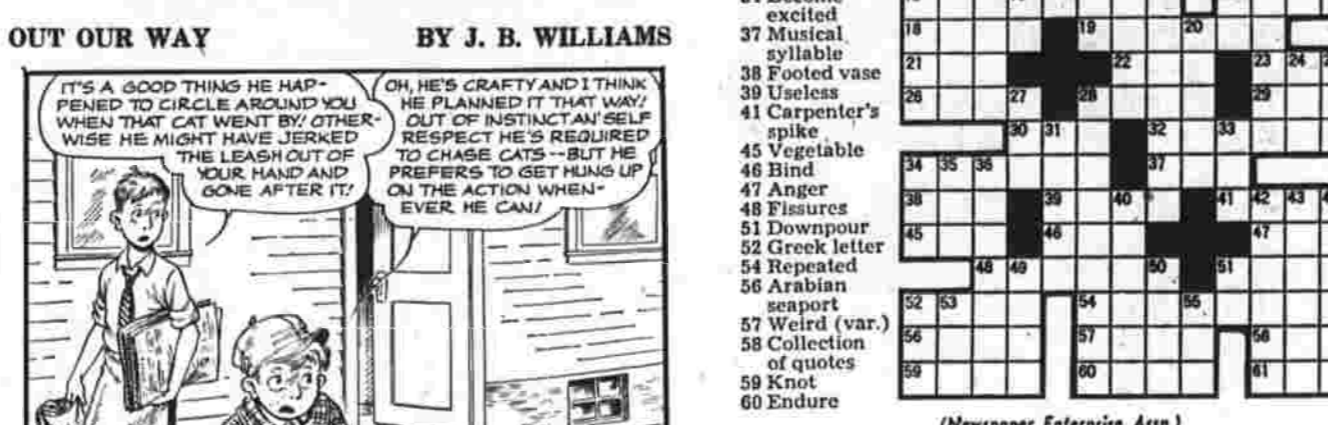 OUT OUR WAY
BY J. B. WILLIAMS
IT'S A GOOD THING HE HAP-
PENED TO CIRCLE AROUND YOU
WHEN THAT CAT WENT BY! OTHER-
WISE HE MIGHT HAVE JERKED
THE LEASH OUT OF
YOUR HAND AND
GONE AFTER IT!
OH, HE'S CRAFTY AND I THINK
HE PLANNED IT THAT WAY!
OUT OF INSTINCT AN' SELF
RESPECT HE'S REQUIRED
TO CHASE CATS--BUT HE
PREFERS TO GET HUNG UP
ON THE ACTION WHEN-
EVER HE CAN!
excited
37 Musical
syllable
38 Footed vase
39 Useless
41 Carpenter's
spike
45 Vegetable
46 Bind
47 Anger
48 Fissures
51 Downpour
52 Greek letter
54 Repeated
56 Arabian
seaport
57 Weird (var.)
58 Collection
of quotes
59 Knot
60 Endure
18 19 20
21 22 23 24
26 27 28 29
30 31 32 33
34 35 36 37
38 39 40 41 42 43
45 46 47
48 49 50 51
52 53 54 55
56 57 58
59 60 61
(Newspaper Enterprise Assn.)